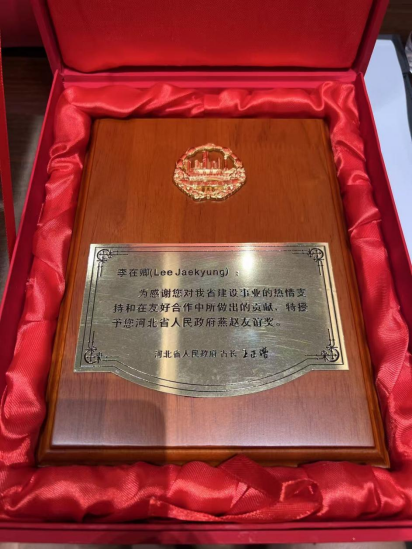 李在卿(Lee Jaekyung)：
为感谢您对我省建设事业的热情支
持和在友好合作中所做出的贡献，特授
予您河北省人民政府燕赵友谊奖。
河北省人民政府 省长